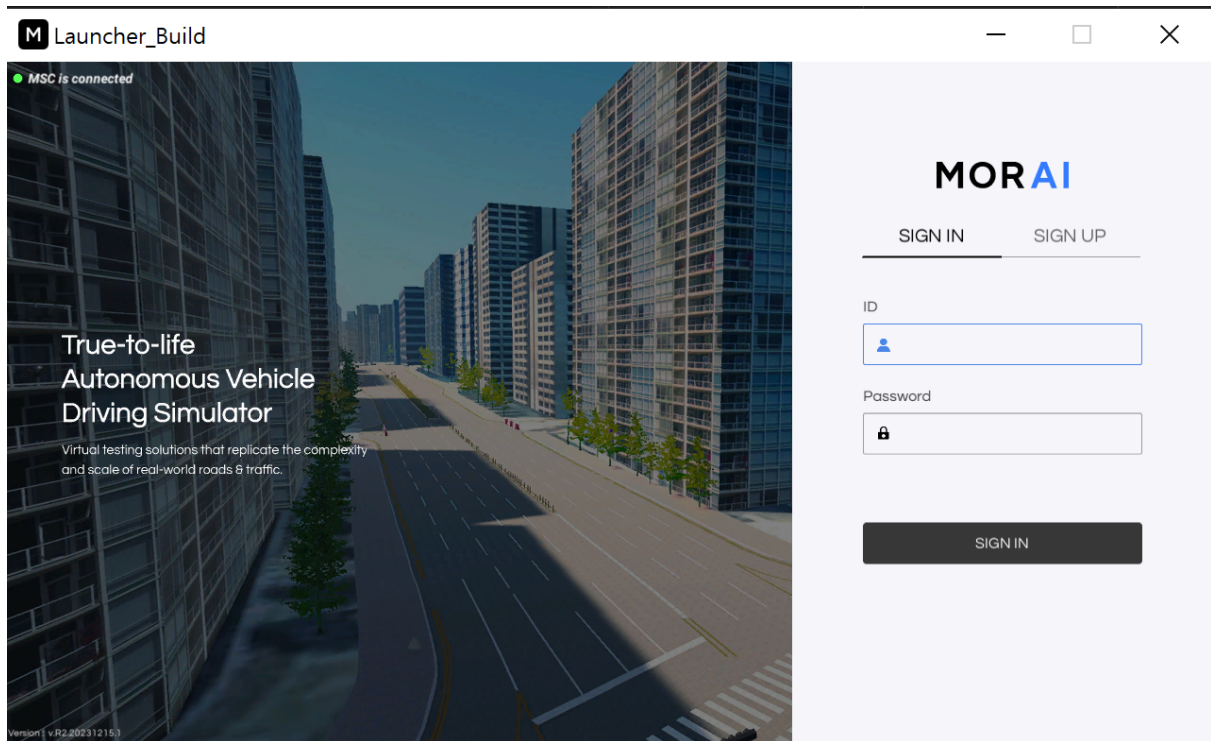 M Launcher_Build
MSC is connected
True-to-life
Autonomous Vehicle
Driving Simulator
Virtual testing solutions that replicate the complexity
and scale of real-world roads & traffic.
Version : v.R2.20231215.1
MORAI
SIGN IN SIGN UP
ID
Password
SIGN IN